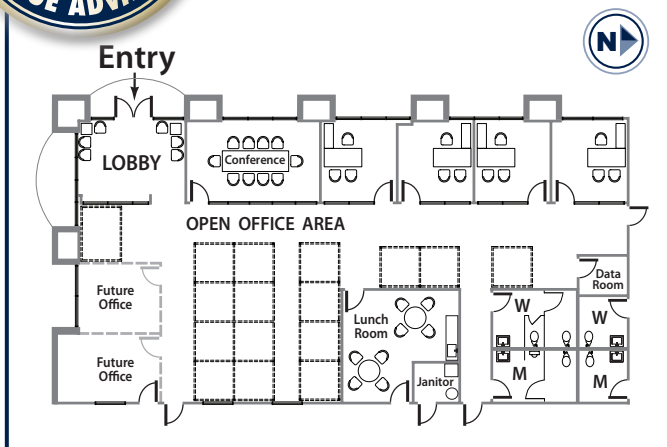 Entry
N
LOBBY
Conference
OPEN OFFICE AREA
Future
Office
Future
Office
Lunch
Room
Janitor
W
M
Data
Room
W
M